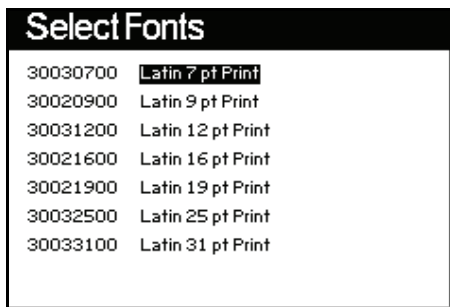 Select Fonts
30030700 Latin 7 pt Print
30020900 Latin 9 pt Print
30031200 Latin 12 pt Print
30021600 Latin 16 pt Print
30021900 Latin 19 pt Print
30032500 Latin 25 pt Print
30033100 Latin 31 pt Print